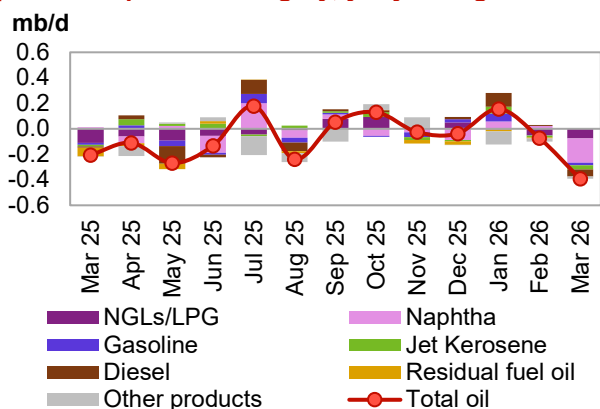 mb/d
0.6
0.4
0.2
0.0
-0.2
-0.4
-0.6
Mar 25
Apr 25
May 25
Jun 25
Jul 25
Aug 25
Sep 25
Oct 25
Nov 25
Dec 25
Jan 26
Feb 26
Mar 26
NGLs/LPG
Naphtha
Gasoline
Jet Kerosene
Diesel
Residual fuel oil
Other products
Total oil